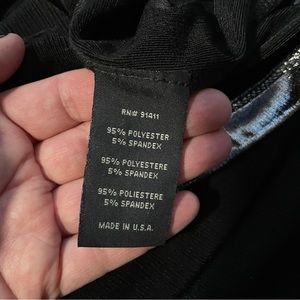 RN# 91411
95% POLYESTER
5% SPANDEX
95% POLYESTERE
5% SPANDEX
95% POLIESTERE
5% SPANDEX
MADE IN U.S.A.